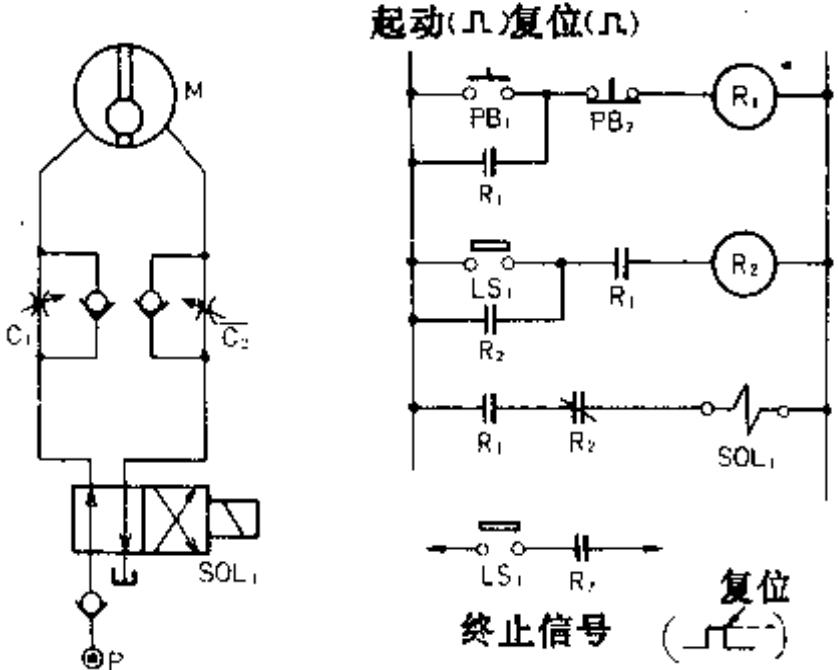 起动(⎍)复位(⎍)
M
PB₁
PB₂
R₁
R₁
LS₁
R₁
R₂
R₂
C₁
C₂
R₁
R₂
SOL₁
SOL₁
P
LS₁
R₂
终止信号
复位